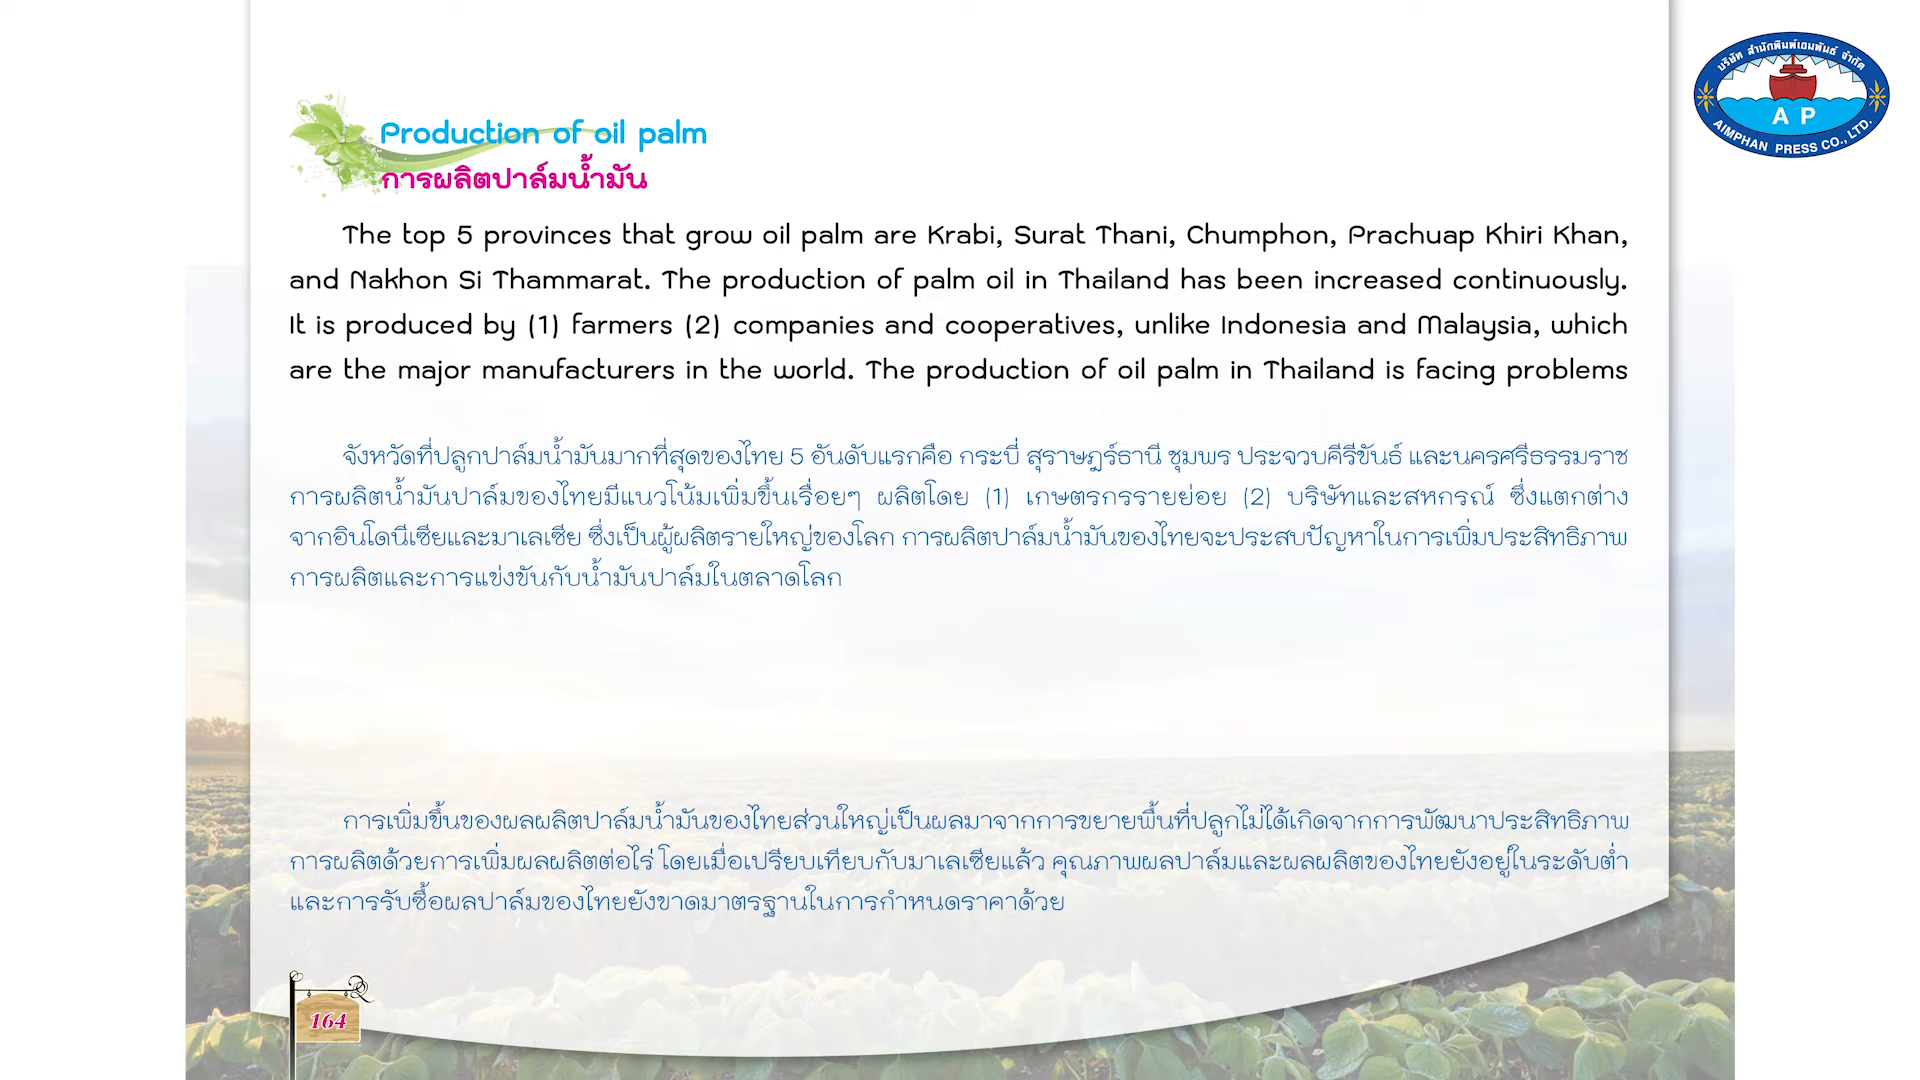 บริษัท สำนักพิมพ์เอมพันธ์ จำกัด
A P
AIMPHAN PRESS CO., LTD.
Production of oil palm
การผลิตปาล์มน้ำมัน
The top 5 provinces that grow oil palm are Krabi, Surat Thani, Chumphon, Prachuap Khiri Khan,
and Nakhon Si Thammarat. The production of palm oil in Thailand has been increased continuously.
It is produced by (1) farmers (2) companies and cooperatives, unlike Indonesia and Malaysia, which
are the major manufacturers in the world. The production of oil palm in Thailand is facing problems
จังหวัดที่ปลูกปาล์มน้ำมันมากที่สุดของไทย 5 อันดับแรกคือ กระบี่ สุราษฎร์ธานี ชุมพร ประจวบคีรีขันธ์ และนครศรีธรรมราช
การผลิตน้ำมันปาล์มของไทยมีแนวโน้มเพิ่มขึ้นเรื่อยๆ ผลิตโดย (1) เกษตรกรรายย่อย (2) บริษัทและสหกรณ์ ซึ่งแตกต่าง
จากอินโดนีเซียและมาเลเซีย ซึ่งเป็นผู้ผลิตรายใหญ่ของโลก การผลิตปาล์มน้ำมันของไทยจะประสบปัญหาในการเพิ่มประสิทธิภาพ
การผลิตและการแข่งขันกับน้ำมันปาล์มในตลาดโลก
การเพิ่มขึ้นของผลผลิตปาล์มน้ำมันของไทยส่วนใหญ่เป็นผลมาจากการขยายพื้นที่ปลูกไม่ได้เกิดจากการพัฒนาประสิทธิภาพ
การผลิตด้วยการเพิ่มผลผลิตต่อไร่ โดยเมื่อเปรียบเทียบกับมาเลเซียแล้ว คุณภาพผลปาล์มและผลผลิตของไทยยังอยู่ในระดับต่ำ
และการรับซื้อผลปาล์มของไทยยังขาดมาตรฐานในการกำหนดราคาด้วย
164